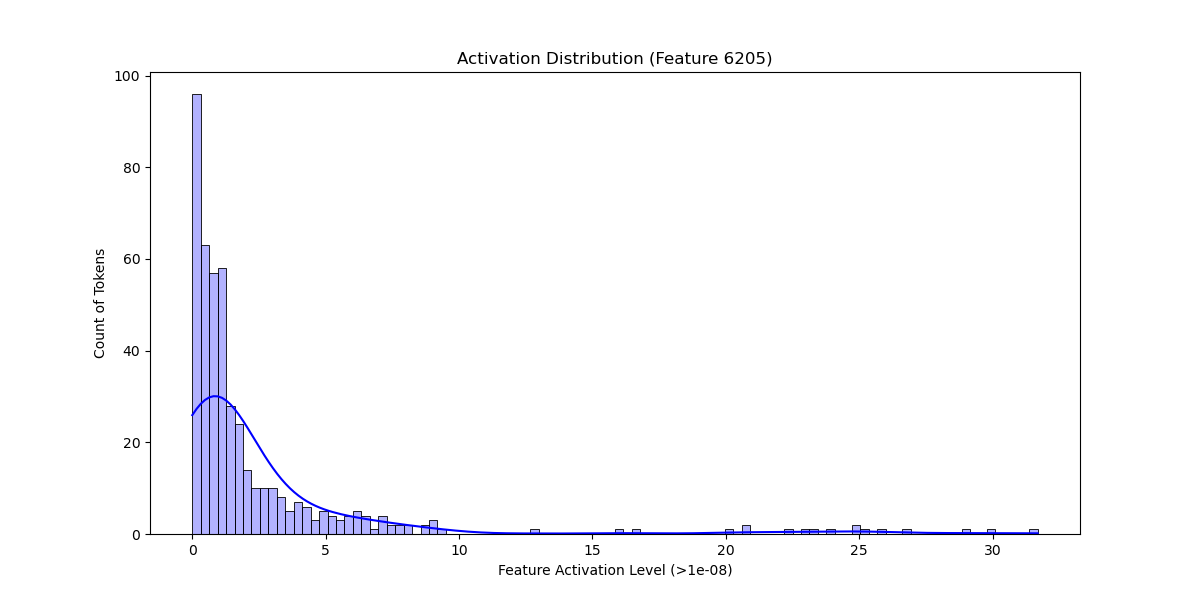 Activation Distribution (Feature 6205)
100
80
60
40
20
0
Count of Tokens
0 5 10 15 20 25 30
Feature Activation Level (>1e-08)